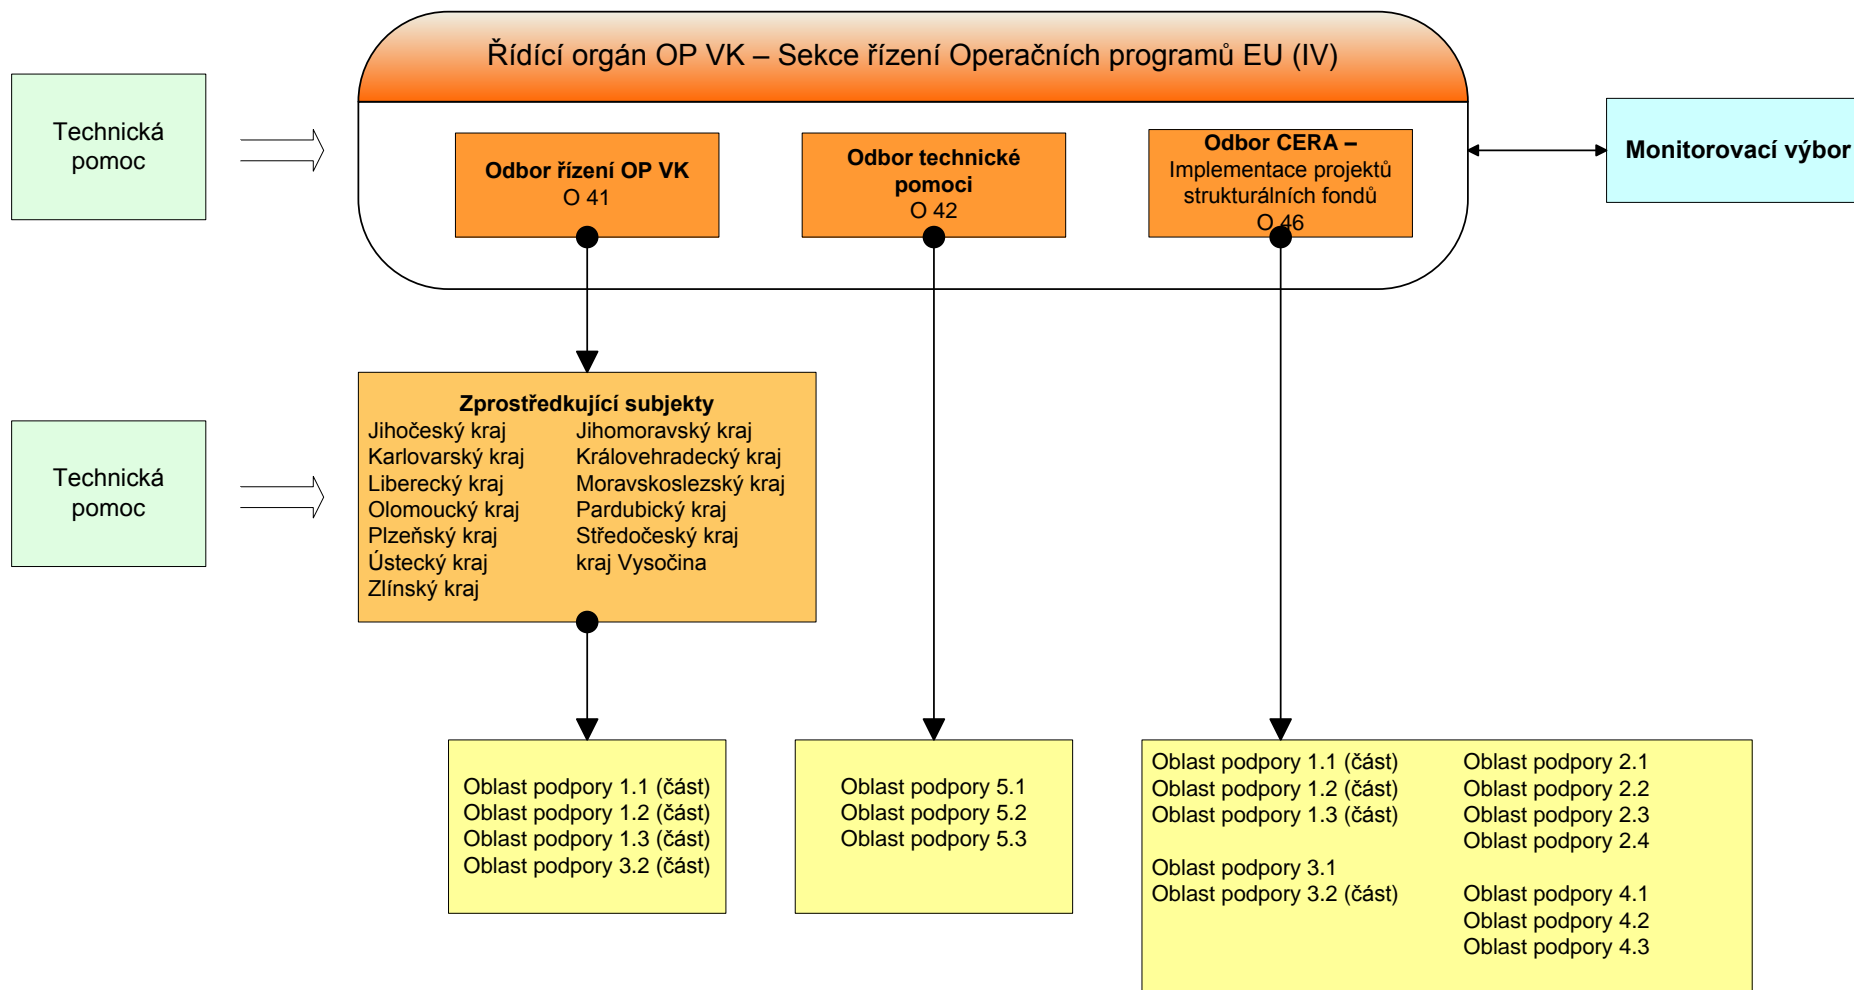 Řídící orgán OP VK – Sekce řízení Operačních programů EU (IV)
Technická
pomoc
Odbor řízení OP VK
O 41
Odbor technické
pomoci
O 42
Odbor CERA –
Implementace projektů
strukturálních fondů
O 46
Monitorovací výbor
Technická
pomoc
Zprostředkující subjekty
Jihočeský kraj
Karlovarský kraj
Liberecký kraj
Olomoucký kraj
Plzeňský kraj
Ústecký kraj
Zlínský kraj
Jihomoravský kraj
Královehradecký kraj
Moravskoslezský kraj
Pardubický kraj
Středočeský kraj
kraj Vysočina
Oblast podpory 1.1 (část)
Oblast podpory 1.2 (část)
Oblast podpory 1.3 (část)
Oblast podpory 3.2 (část)
Oblast podpory 5.1
Oblast podpory 5.2
Oblast podpory 5.3
Oblast podpory 1.1 (část)
Oblast podpory 1.2 (část)
Oblast podpory 1.3 (část)
Oblast podpory 3.1
Oblast podpory 3.2 (část)
Oblast podpory 2.1
Oblast podpory 2.2
Oblast podpory 2.3
Oblast podpory 2.4
Oblast podpory 4.1
Oblast podpory 4.2
Oblast podpory 4.3